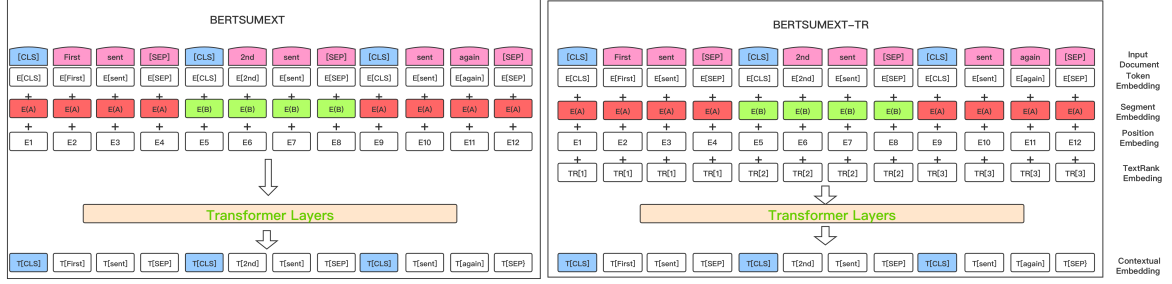 BERTSUMEXT
[CLS] First sent [SEP] [CLS] 2nd sent [SEP] [CLS] sent again [SEP]
E[CLS] E[First] E[sent] E[SEP] E[CLS] E[2nd] E[sent] E[SEP] E[CLS] E[sent] E[again] E[SEP]
+ + + + + + + + + + + +
E(A) E(A) E(A) E(A) E(B) E(B) E(B) E(B) E(A) E(A) E(A) E(A)
+ + + + + + + + + + + +
E1 E2 E3 E4 E5 E6 E7 E8 E9 E10 E11 E12
Transformer Layers
T[CLS] T[First] T[sent] T[SEP] T[CLS] T[2nd] T[sent] T[SEP] T[CLS] T[sent] T[again] T[SEP}
BERTSUMEXT-TR
[CLS] First sent [SEP] [CLS] 2nd sent [SEP] [CLS] sent again [SEP]
E[CLS] E[First] E[sent] E[SEP] E[CLS] E[2nd] E[sent] E[SEP] E[CLS] E[sent] E[again] E[SEP]
+ + + + + + + + + + + +
E(A) E(A) E(A) E(A) E(B) E(B) E(B) E(B) E(A) E(A) E(A) E(A)
+ + + + + + + + + + + +
E1 E2 E3 E4 E5 E6 E7 E8 E9 E10 E11 E12
+ + + + + + + + + + + +
TR[1] TR[1] TR[1] TR[1] TR[2] TR[2] TR[2] TR[2] TR[3] TR[3] TR[3] TR[3]
Transformer Layers
T[CLS] T[First] T[sent] T[SEP] T[CLS] T[2nd] T[sent] T[SEP] T[CLS] T[sent] T[again] T[SEP}
Input
Document
Token
Embedding
Segment
Embedding
Position
Embeding
TextRank
Embeding
Contextual
Embedding